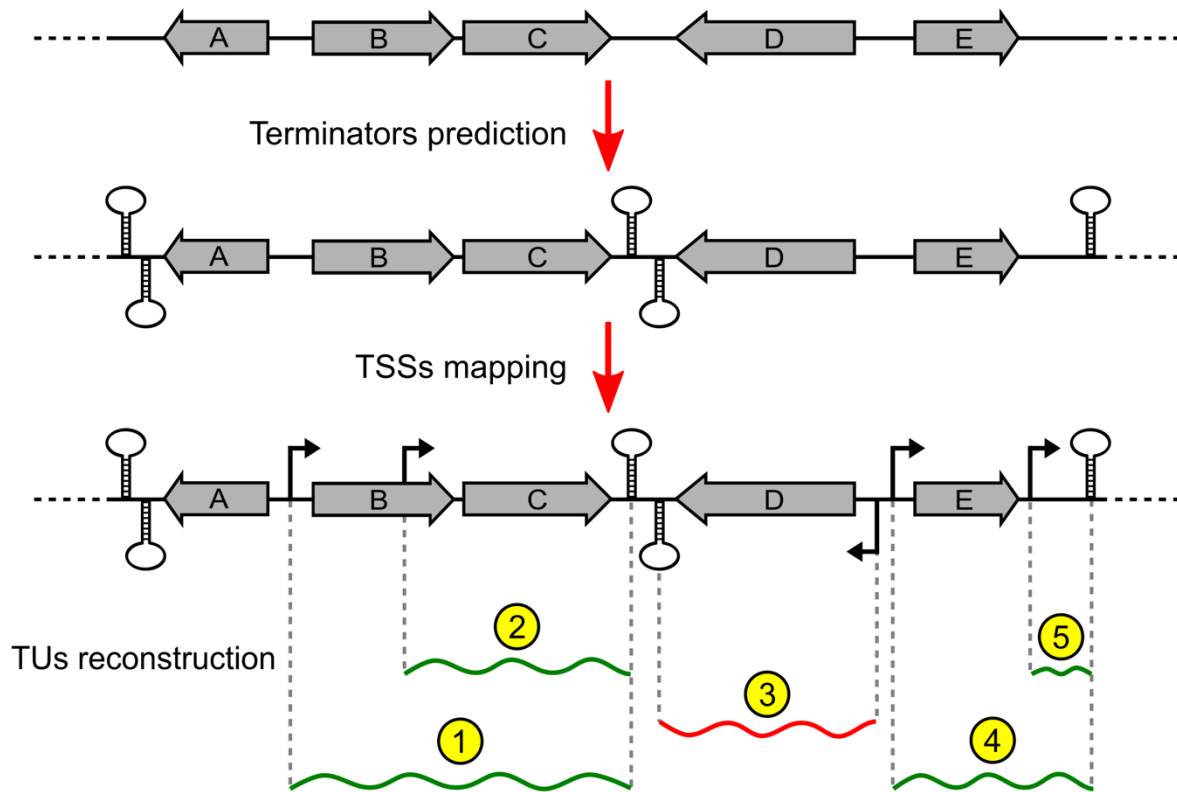 A B C D E
Terminators prediction
A B C D E
TSSs mapping
A B C D E
2 5
TUs reconstruction
3
1 4